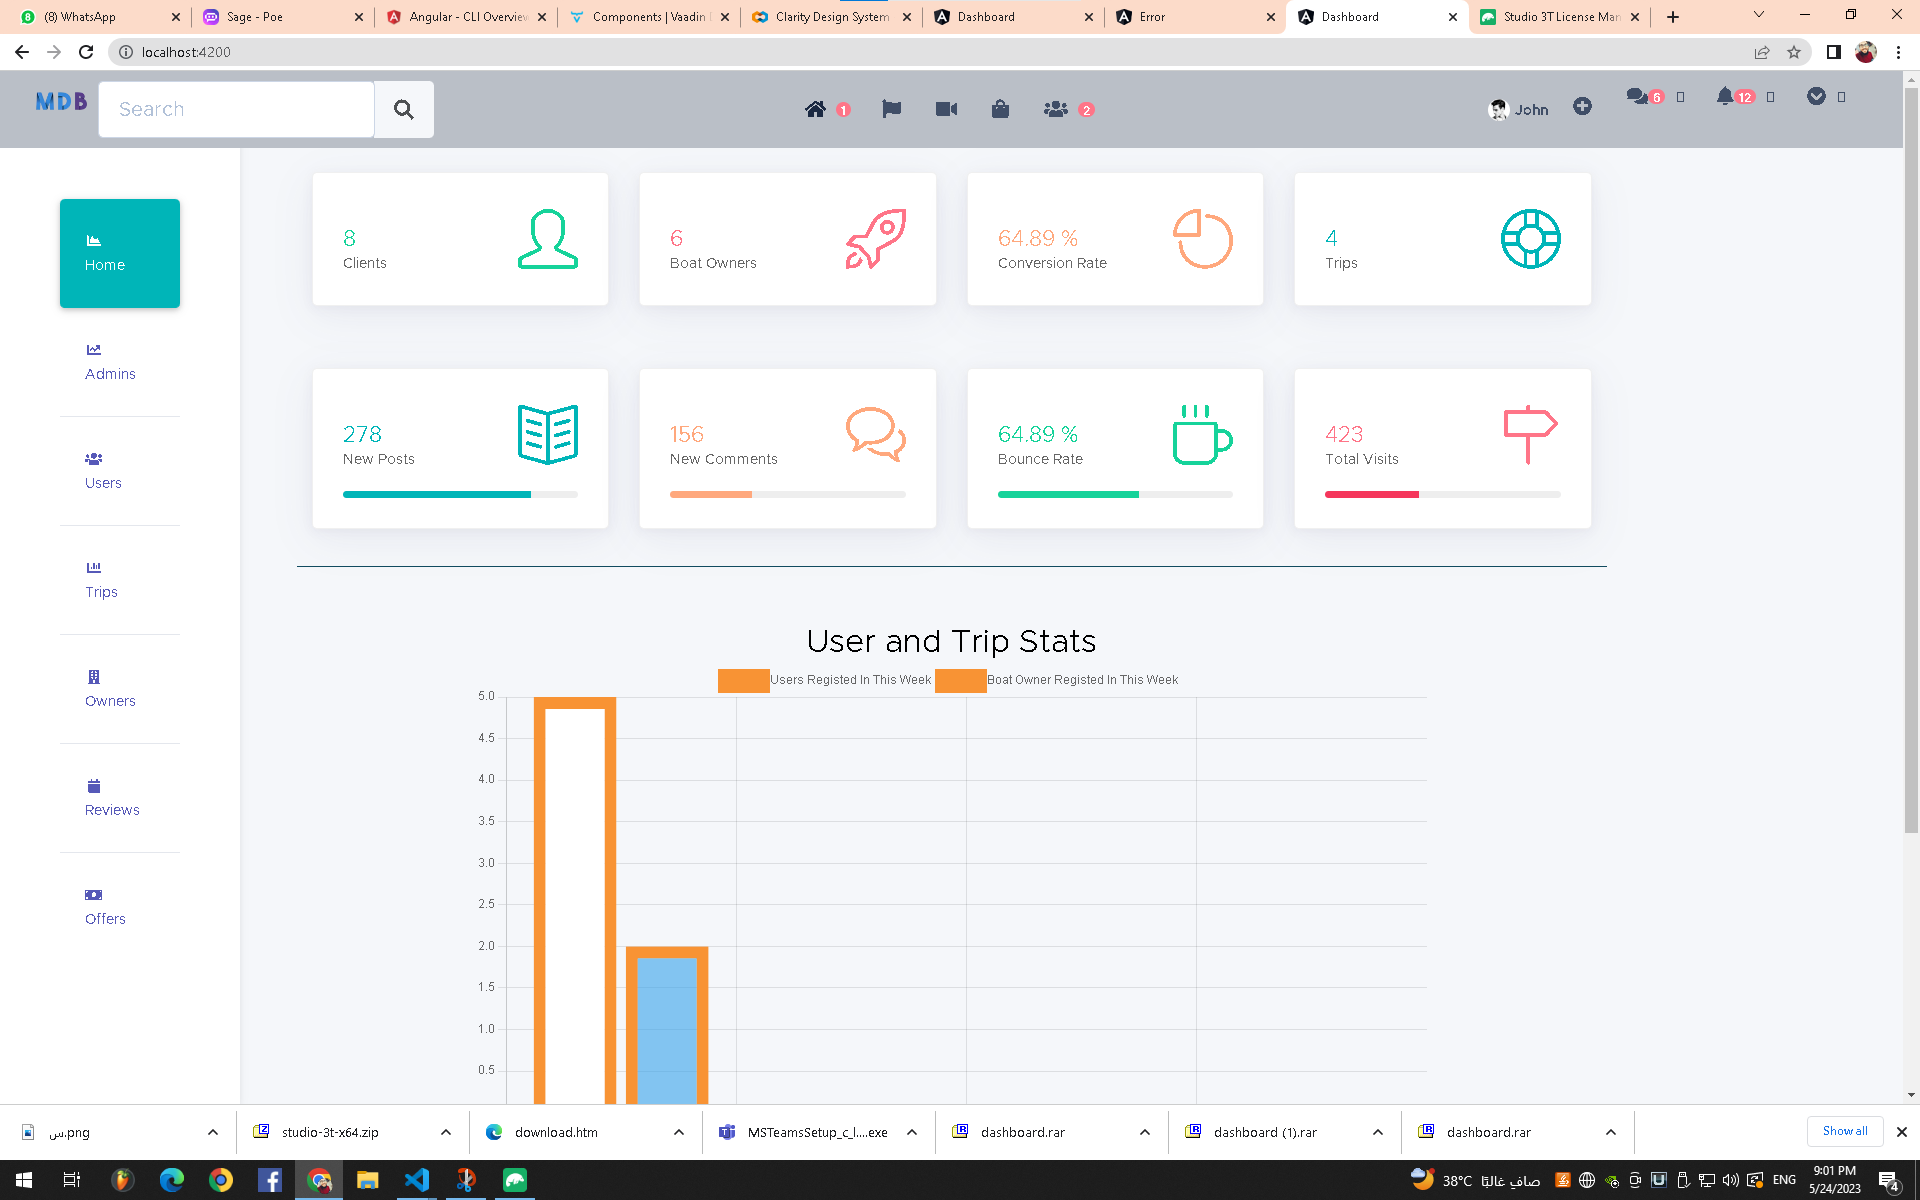 (8) WhatsApp
Sage - Poe
Angular - CLI Overview
Components | Vaadin
Clarity Design System
Dashboard
Error
Dashboard
Studio 3T License Man
localhost:4200
MDB
Search
1
2
John
6
12
Home
Admins
Users
Trips
Owners
Reviews
Offers
8
Clients
6
Boat Owners
64.89 %
Conversion Rate
4
Trips
278
New Posts
156
New Comments
64.89 %
Bounce Rate
423
Total Visits
User and Trip Stats
Users Registed In This Week
Boat Owner Registed In This Week
5.0
4.5
4.0
3.5
3.0
2.5
2.0
1.5
1.0
0.5
س.png
studio-3t-x64.zip
download.htm
MSTeamsSetup_c_l....exe
dashboard.rar
dashboard (1).rar
dashboard.rar
Show all
38°C صافٍ غالبًا
ENG
9:01 PM
5/24/2023
4